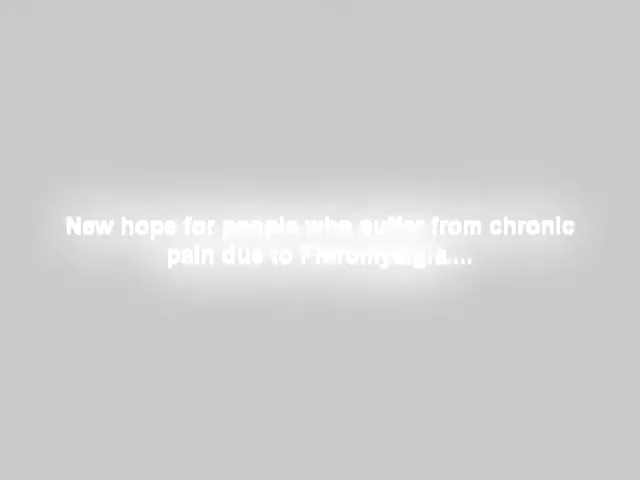 New hope for people who suffer from chronic
pain due to Fibromyalgia....